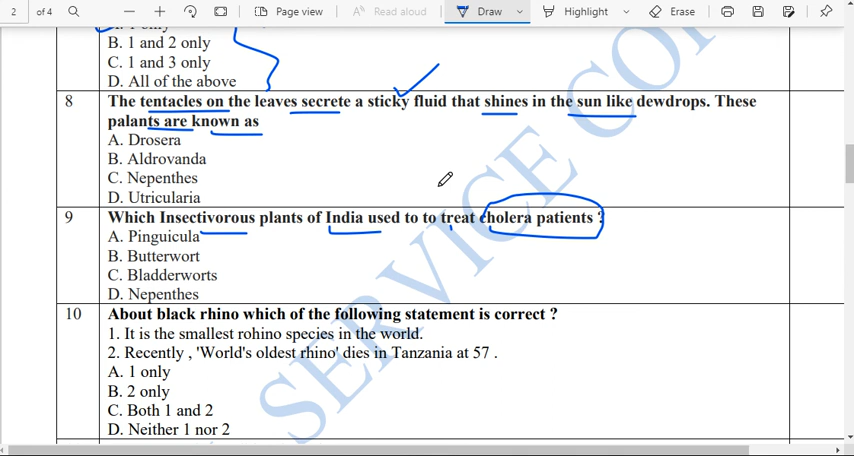 2 of 4 Page view Read aloud Draw Highlight Erase
A. 1 only
B. 1 and 2 only
C. 1 and 3 only
D. All of the above
8 The tentacles on the leaves secrete a sticky fluid that shines in the sun like dewdrops. These
palants are known as
A. Drosera
B. Aldrovanda
C. Nepenthes
D. Utricularia
9 Which Insectivorous plants of India used to to treat cholera patients ?
A. Pinguicula
B. Butterwort
C. Bladderworts
D. Nepenthes
10 About black rhino which of the following statement is correct ?
1. It is the smallest rohino species in the world.
2. Recently , 'World's oldest rhino' dies in Tanzania at 57 .
A. 1 only
B. 2 only
C. Both 1 and 2
D. Neither 1 nor 2
SERVICE